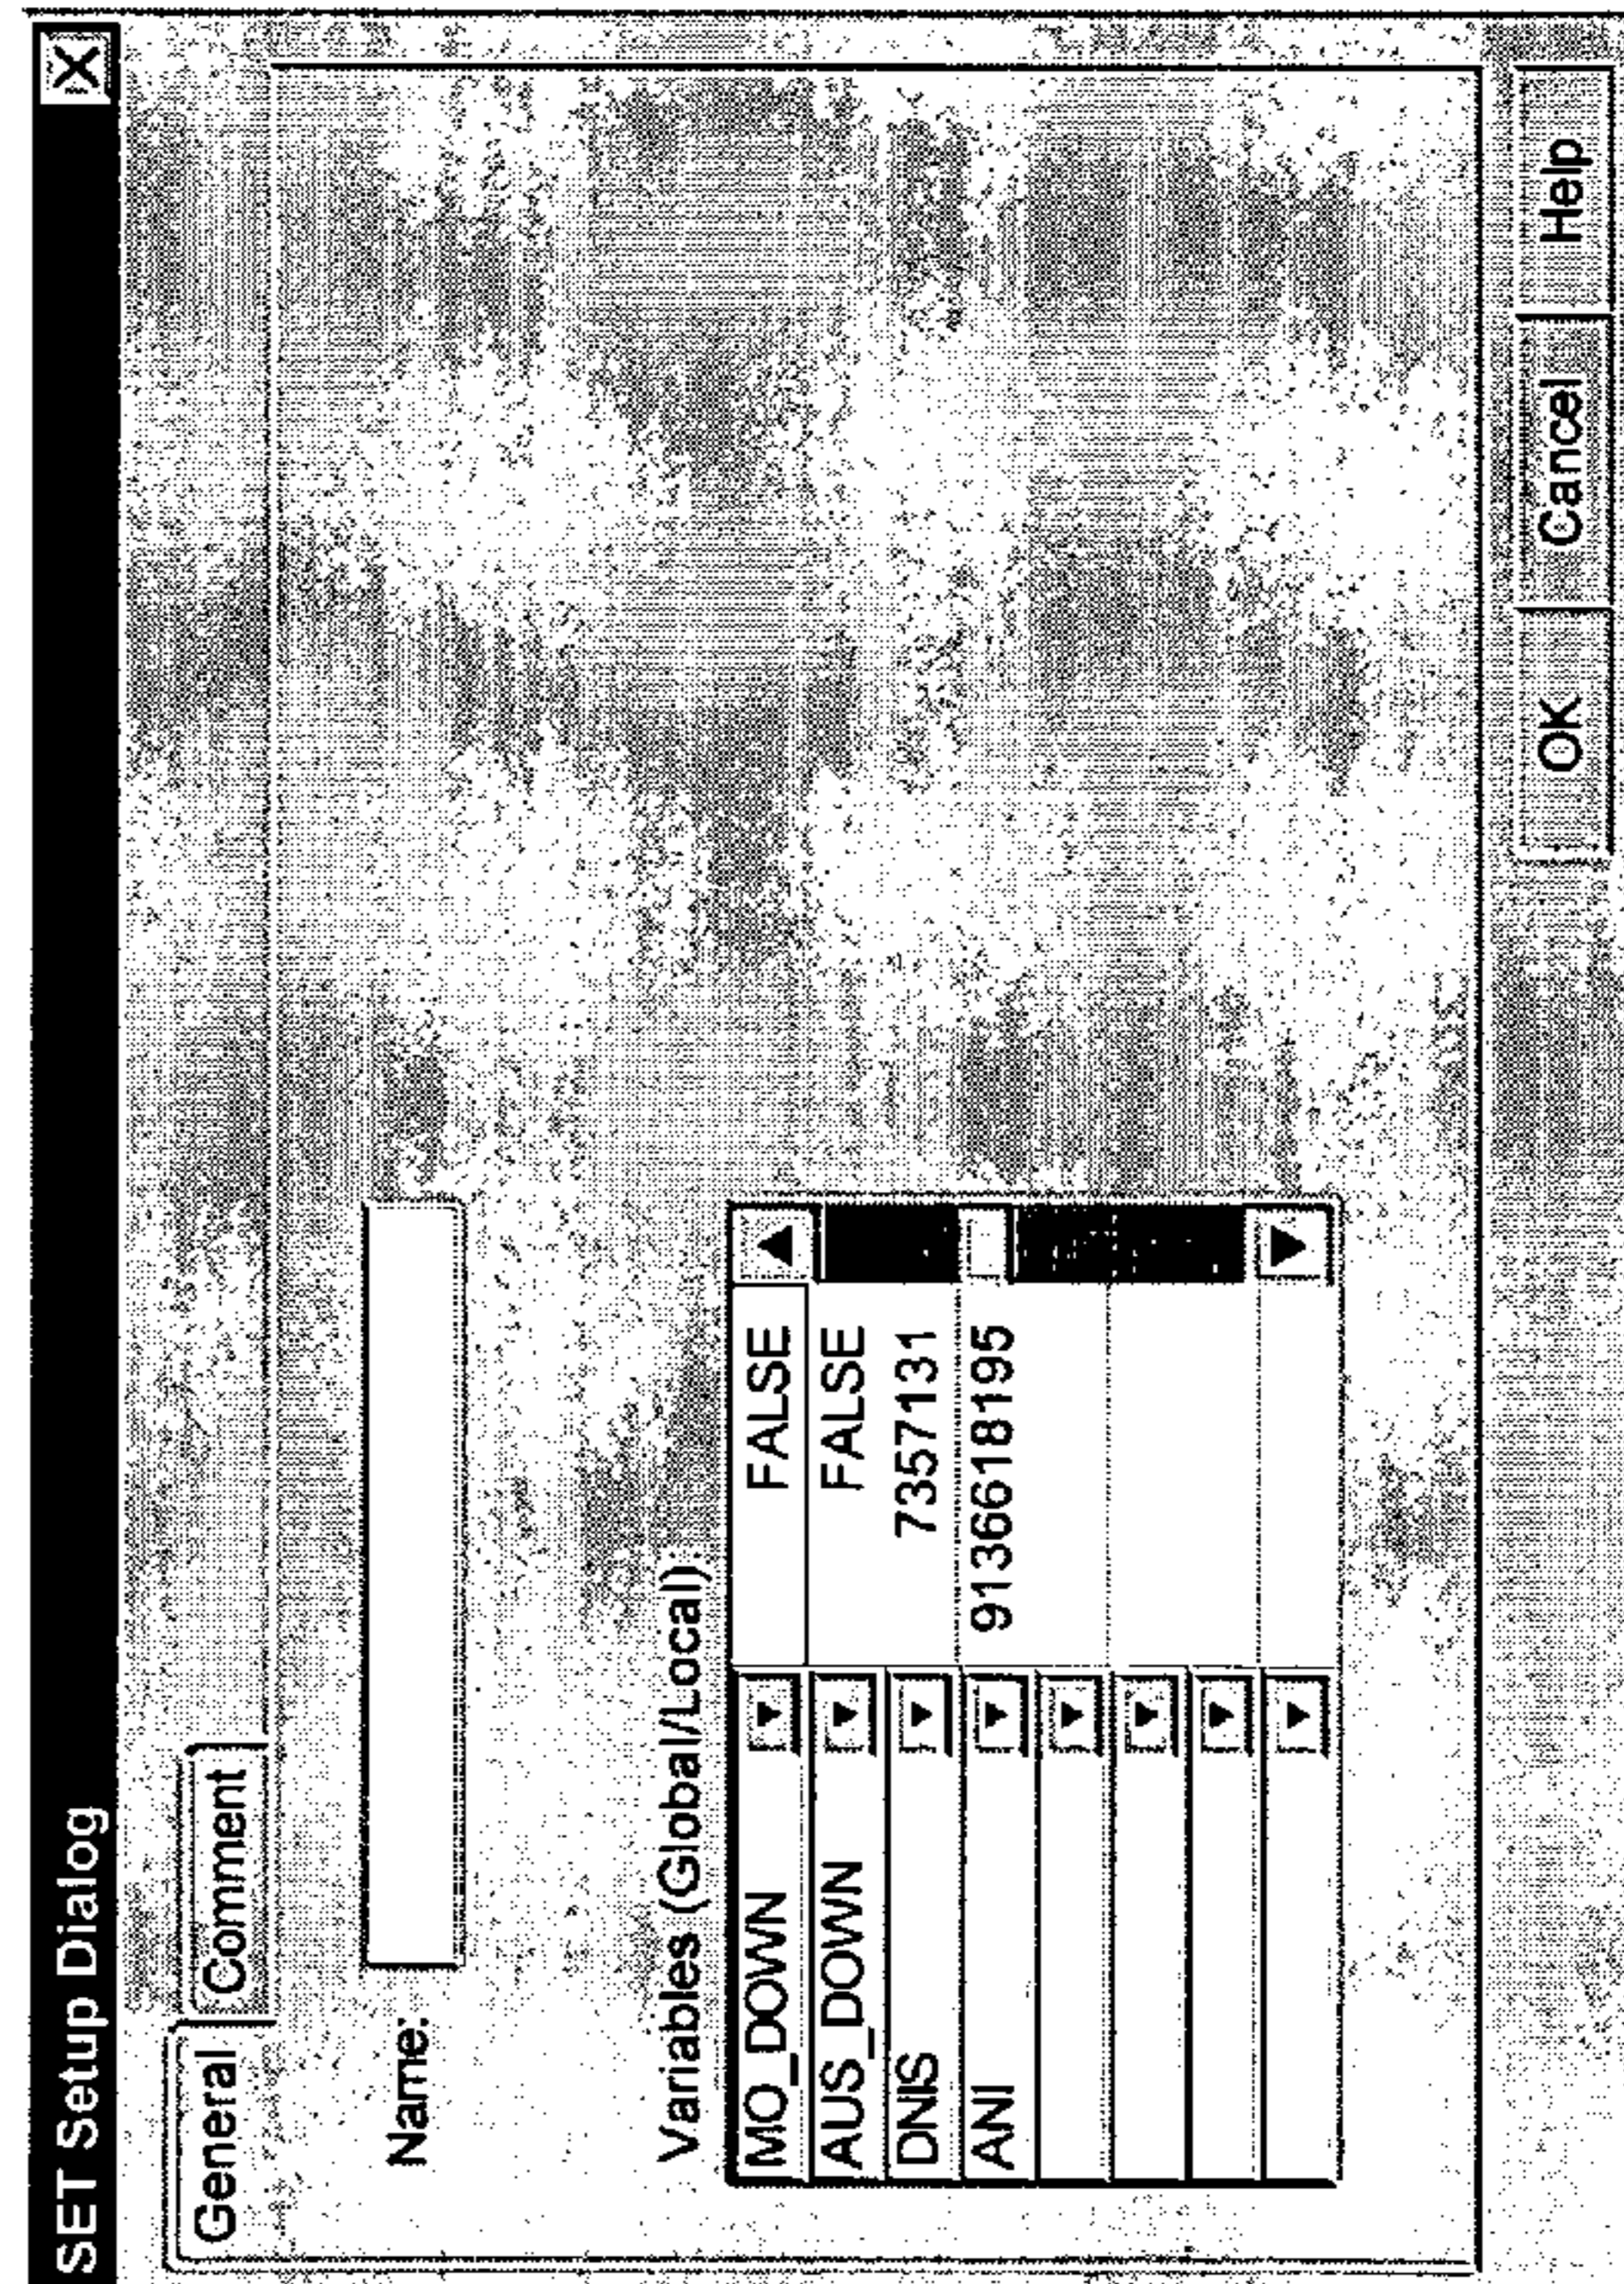 SET Setup Dialog
General Comment
Name:
Variables (Global/Local):
MO_DOWN FALSE
AUS_DOWN FALSE
DNIS 7357131
ANI 9136618195
OK Cancel Help